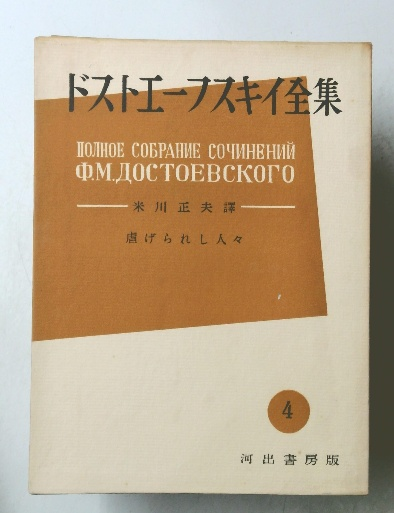 ドストエーフスキイ全集
ПОЛНОЕ СОБРАНИЕ СОЧИНЕНИЙ
Ф.М.ДОСТОЕВСКОГО
米川正夫譯
虐げられし人々
4
河出書房版